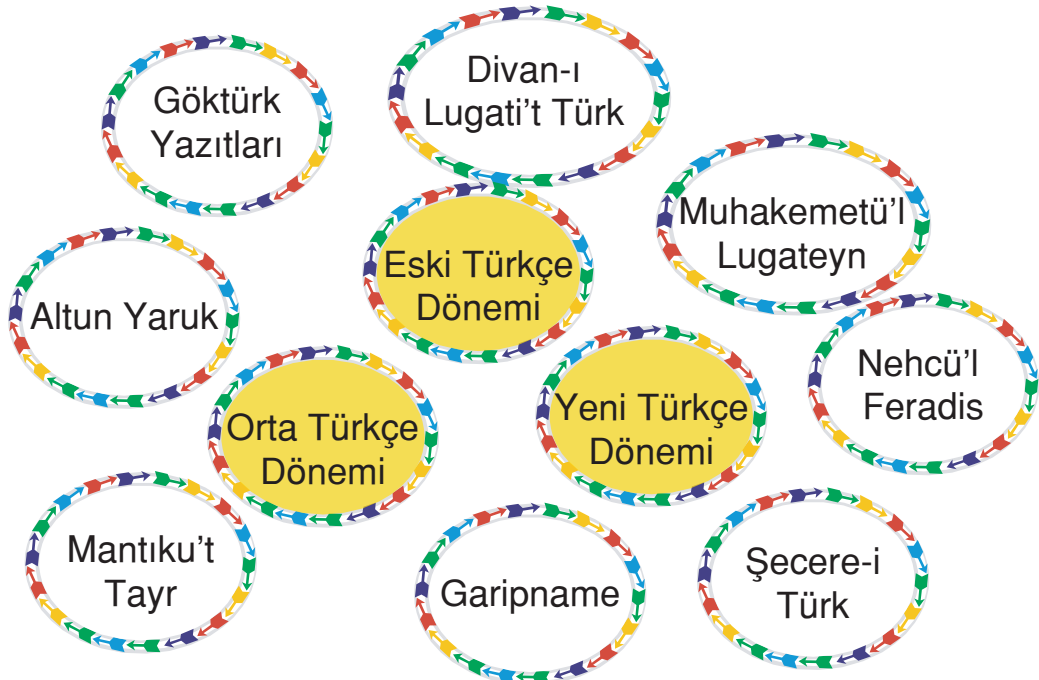 Göktürk
Yazıtları
Divan-ı
Lugati’t Türk
Muhakemetü’l
Lugateyn
Eski Türkçe
Dönemi
Altun Yaruk
Nehcü’l
Feradis
Orta Türkçe
Dönemi
Yeni Türkçe
Dönemi
Mantıku’t
Tayr
Garipname
Şecere-i
Türk